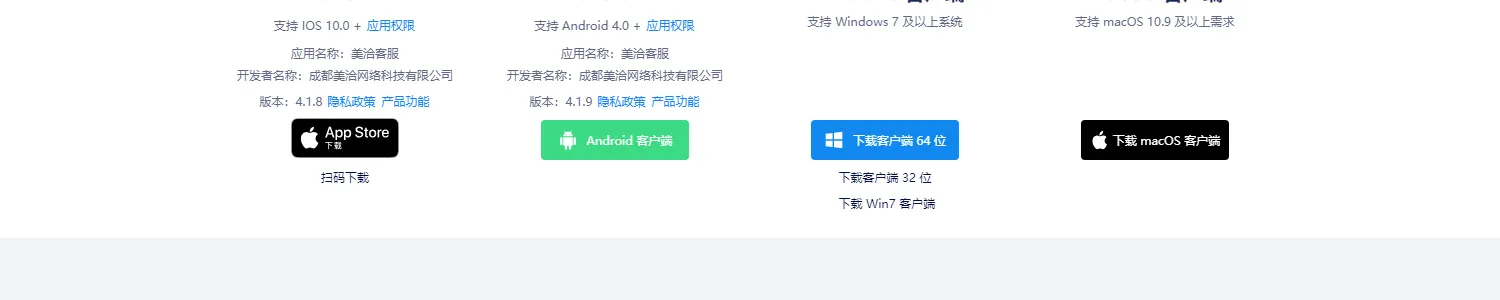 支持 IOS 10.0 + 应用权限
应用名称：美洽客服
开发者名称：成都美洽网络科技有限公司
版本：4.1.8 隐私政策 产品功能
App Store
下载
扫码下载
支持 Android 4.0 + 应用权限
应用名称：美洽客服
开发者名称：成都美洽网络科技有限公司
版本：4.1.9 隐私政策 产品功能
Android 客户端
支持 Windows 7 及以上系统
下载客户端 64 位
下载客户端 32 位
下载 Win7 客户端
支持 macOS 10.9 及以上需求
下载 macOS 客户端